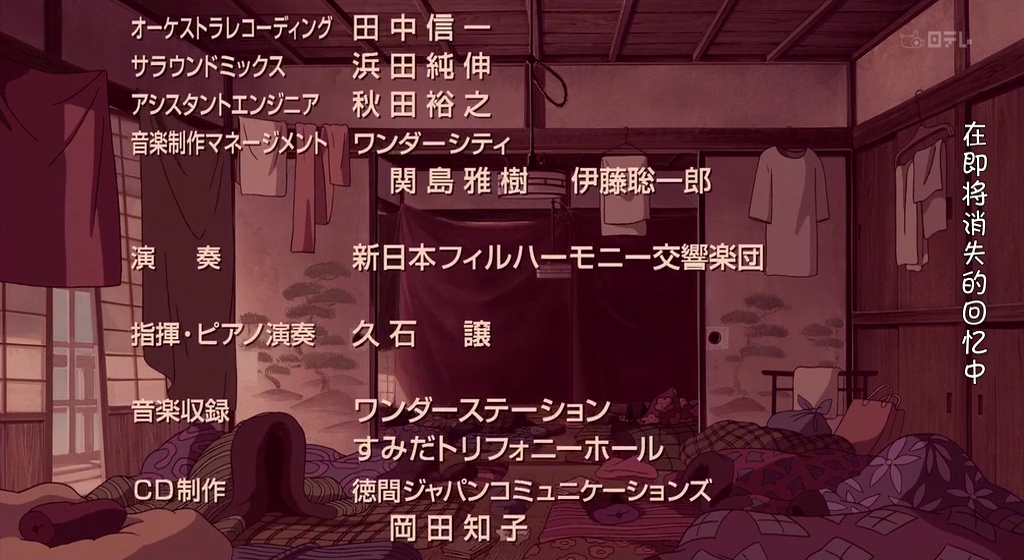 オーケストラレコーディング 田中信一
サラウンドミックス 浜田純伸
アシスタントエンジニア 秋田裕之
音楽制作マネージメント ワンダーシティ
関島雅樹 伊藤聡一郎
演 奏 新日本フィルハーモニー交響楽団
指揮・ピアノ演奏 久石 譲
音楽収録 ワンダーステーション
すみだトリフォニーホール
CD制作 徳間ジャパンコミュニケーションズ
岡田知子
日テレ
在即将消失的回忆中